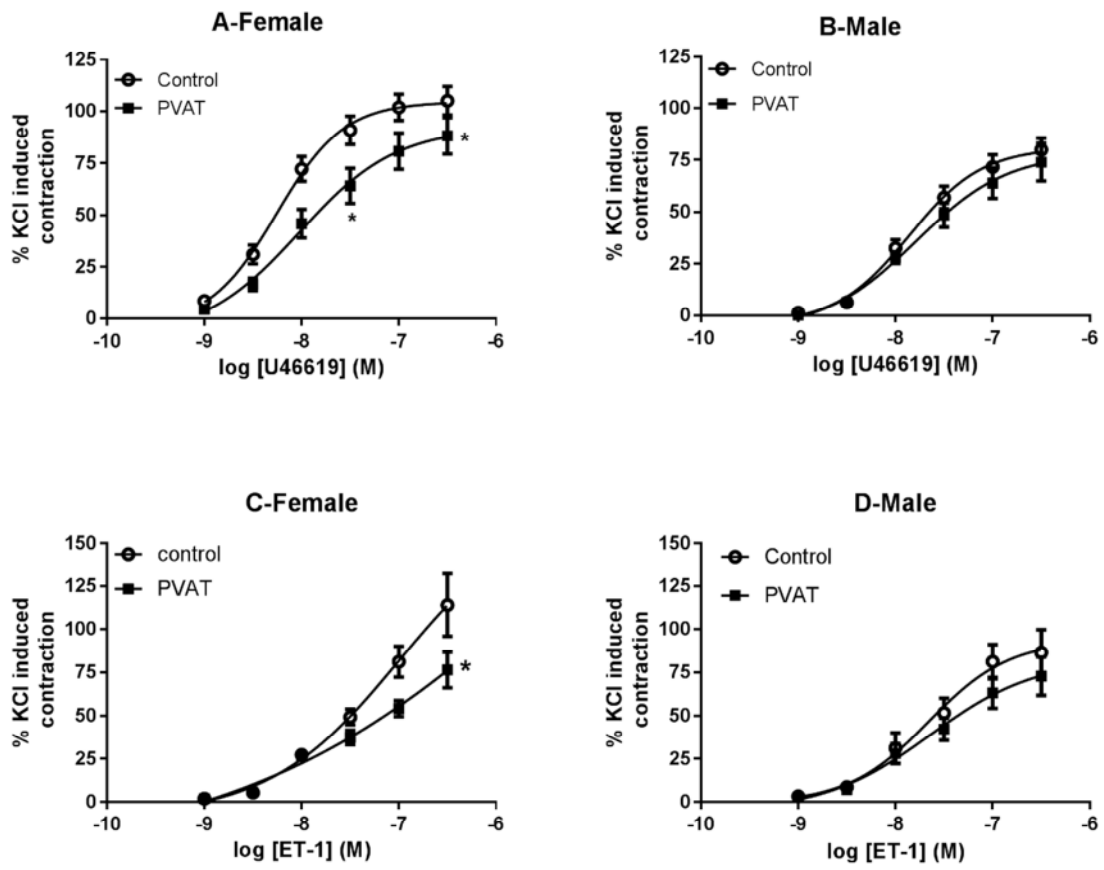 A-Female
125
100
75
50
25
0
Control
PVAT
*
*
% KCl induced
contraction
-10
-9
-8
-7
-6
log [U46619] (M)
B-Male
125
100
75
50
25
0
Control
PVAT
% KCl induced
contraction
-10
-9
-8
-7
-6
log [U46619] (M)
C-Female
150
125
100
75
50
25
0
control
PVAT
*
% KCl induced
contraction
-10
-9
-8
-7
-6
log [ET-1] (M)
D-Male
150
125
100
75
50
25
0
Control
PVAT
% KCl induced
contraction
-10
-9
-8
-7
-6
log [ET-1] (M)